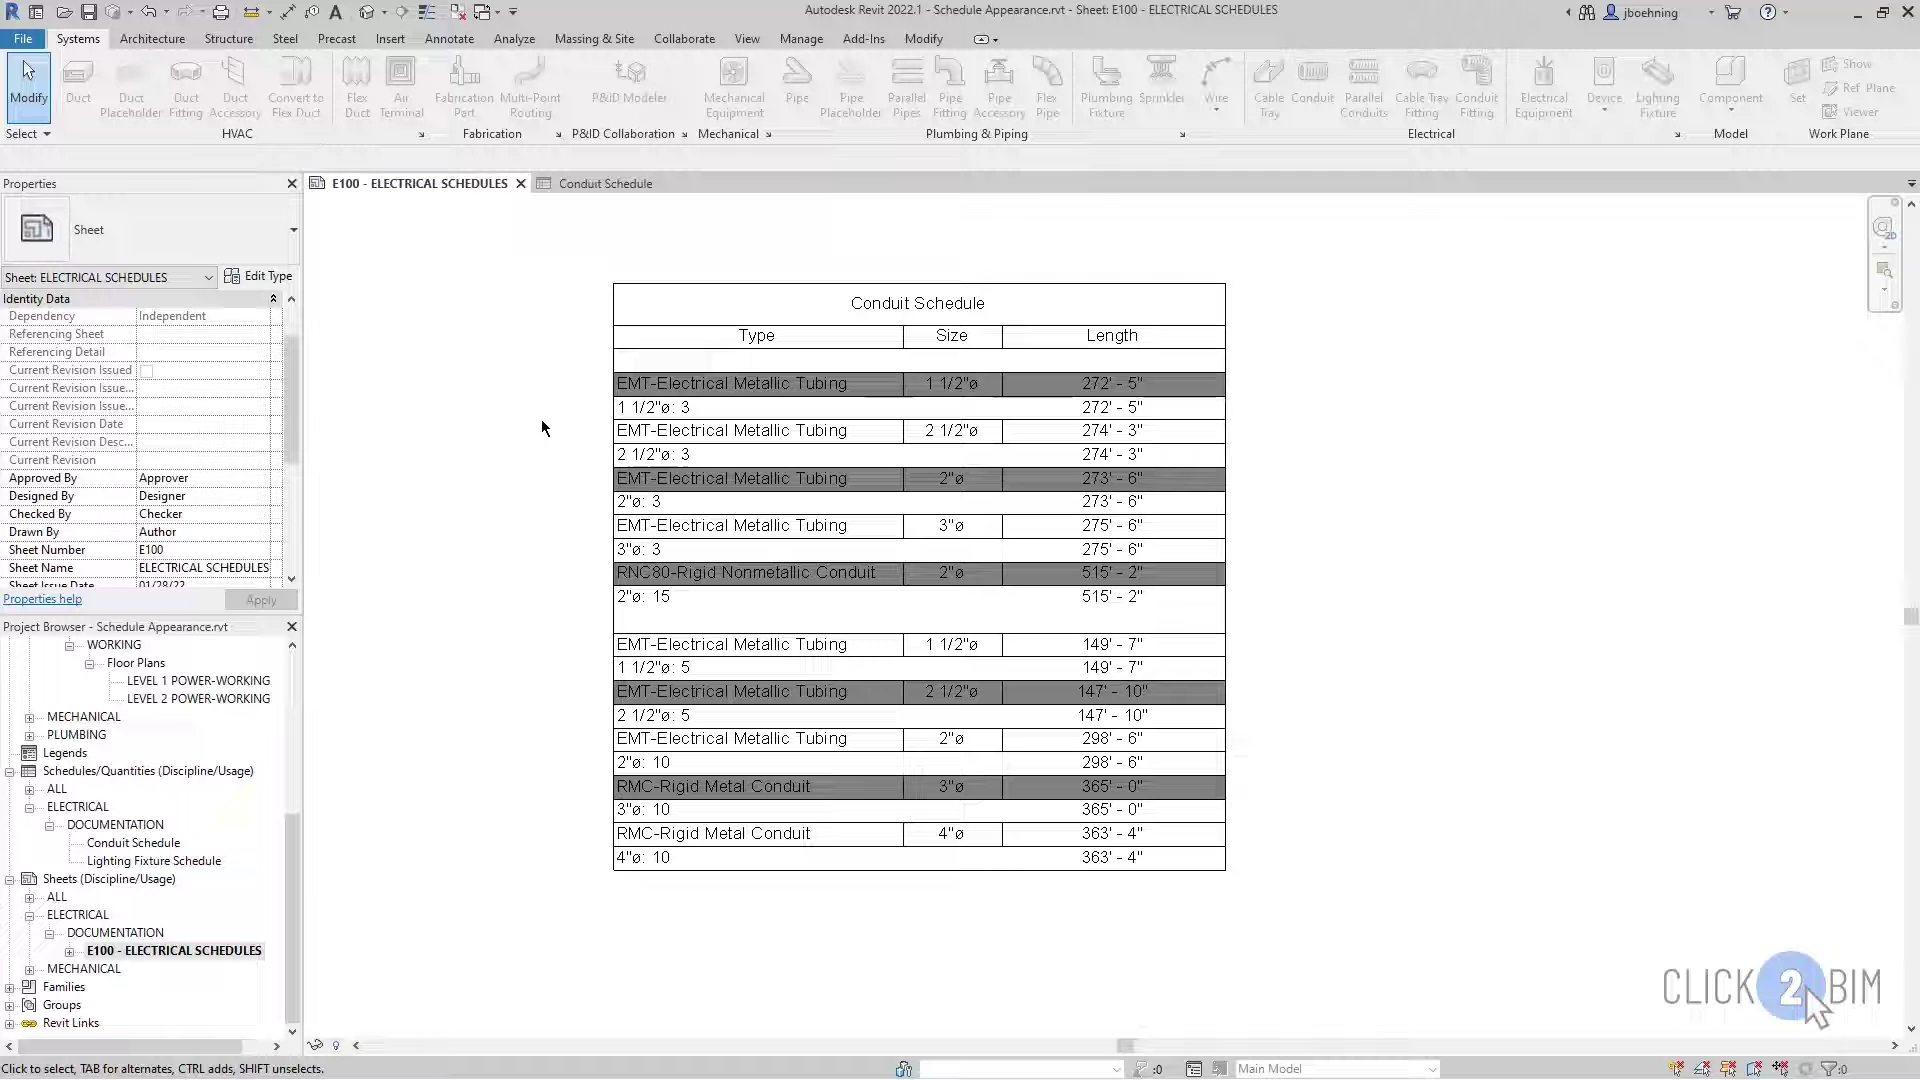 Autodesk Revit 2022.1 - Schedule Appearance.rvt - Sheet: E100 - ELECTRICAL SCHEDULES
jboehning
File Systems Architecture Structure Steel Precast Insert Annotate Analyze Massing & Site Collaborate View Manage Add-Ins Modify
Modify
Duct
Duct Placeholder
Duct Fitting
Duct Accessory
Convert to Flex Duct
Flex Duct
Air Terminal
Fabrication Part
Multi-Point Routing
P&ID Modeler
Mechanical Equipment
Pipe
Pipe Placeholder
Parallel Pipes
Pipe Fitting
Pipe Accessory
Flex Pipe
Plumbing Fixture
Sprinkler
Wire
Cable Tray
Conduit
Parallel Conduits
Cable Tray Fitting
Conduit Fitting
Electrical Equipment
Device
Lighting Fixture
Component
Set
Show
Ref Plane
Viewer
Select HVAC Fabrication P&ID Collaboration Mechanical Plumbing & Piping Electrical Model Work Plane
Properties
E100 - ELECTRICAL SCHEDULES
Conduit Schedule
Sheet
Sheet: ELECTRICAL SCHEDULES
Edit Type
Identity Data
Dependency Independent
Referencing Sheet
Referencing Detail
Current Revision Issued
Current Revision Issue...
Current Revision Issue...
Current Revision Date
Current Revision Desc...
Current Revision
Approved By Approver
Designed By Designer
Checked By Checker
Drawn By Author
Sheet Number E100
Sheet Name ELECTRICAL SCHEDULES
Sheet Issue Date 01/28/22
Properties help
Apply
Project Browser - Schedule Appearance.rvt
WORKING
Floor Plans
LEVEL 1 POWER-WORKING
LEVEL 2 POWER-WORKING
MECHANICAL
PLUMBING
Legends
Schedules/Quantities (Discipline/Usage)
ALL
ELECTRICAL
DOCUMENTATION
Conduit Schedule
Lighting Fixture Schedule
Sheets (Discipline/Usage)
ALL
ELECTRICAL
DOCUMENTATION
E100 - ELECTRICAL SCHEDULES
MECHANICAL
Families
Groups
Revit Links
Conduit Schedule
Type Size Length
EMT-Electrical Metallic Tubing 1 1/2"ø 272' - 5"
1 1/2"ø: 3 272' - 5"
EMT-Electrical Metallic Tubing 2 1/2"ø 274' - 3"
2 1/2"ø: 3 274' - 3"
EMT-Electrical Metallic Tubing 2"ø 273' - 6"
2"ø: 3 273' - 6"
EMT-Electrical Metallic Tubing 3"ø 275' - 6"
3"ø: 3 275' - 6"
RNC80-Rigid Nonmetallic Conduit 2"ø 515' - 2"
2"ø: 15 515' - 2"
EMT-Electrical Metallic Tubing 1 1/2"ø 149' - 7"
1 1/2"ø: 5 149' - 7"
EMT-Electrical Metallic Tubing 2 1/2"ø 147' - 10"
2 1/2"ø: 5 147' - 10"
EMT-Electrical Metallic Tubing 2"ø 298' - 6"
2"ø: 10 298' - 6"
RMC-Rigid Metal Conduit 3"ø 365' - 0"
3"ø: 10 365' - 0"
RMC-Rigid Metal Conduit 4"ø 363' - 4"
4"ø: 10 363' - 4"
2D
CLICK 2 BIM
Click to select, TAB for alternates, CTRL adds, SHIFT unselects.
:0
Main Model
:0